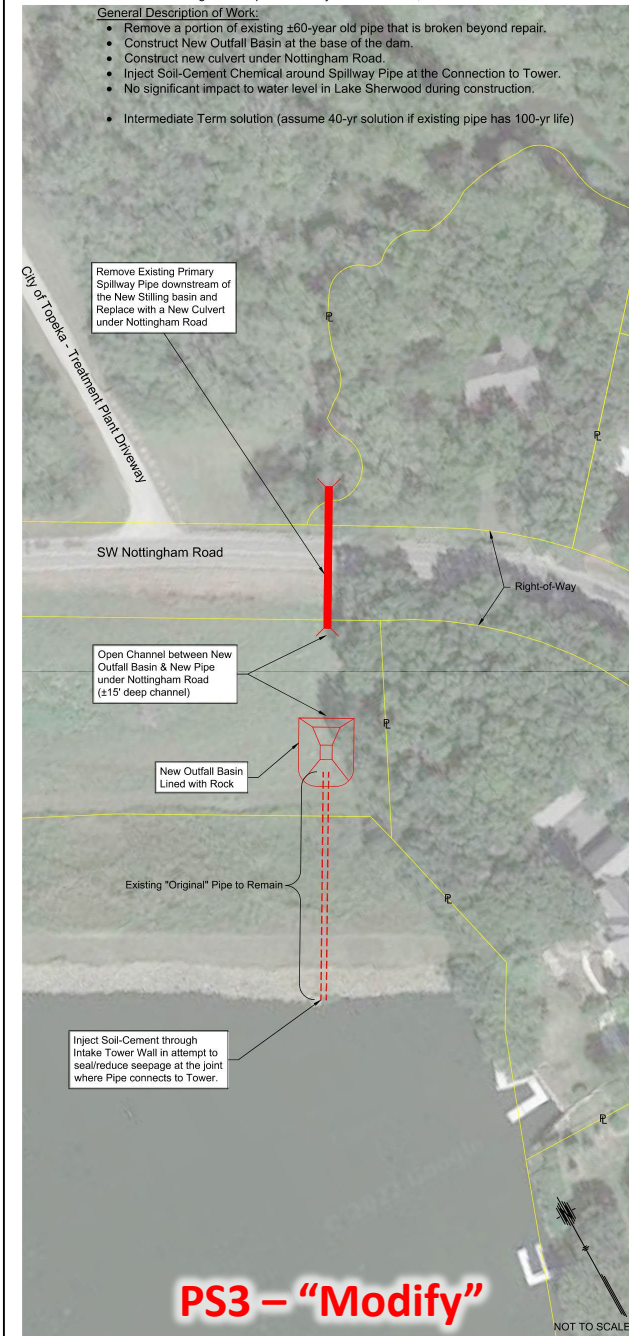 General Description of Work:
• Remove a portion of existing ±60-year old pipe that is broken beyond repair.
• Construct New Outfall Basin at the base of the dam.
• Construct new culvert under Nottingham Road.
• Inject Soil-Cement Chemical around Spillway Pipe at the Connection to Tower.
• No significant impact to water level in Lake Sherwood during construction.
• Intermediate Term solution (assume 40-yr solution if existing pipe has 100-yr life)
Remove Existing Primary
Spillway Pipe downstream of
the New Stilling basin and
Replace with a New Culvert
under Nottingham Road
City of Topeka - Treatment Plant Driveway
PL
PL
SW Nottingham Road
Right-of-Way
Open Channel between New
Outfall Basin & New Pipe
under Nottingham Road
(±15' deep channel)
PL
New Outfall Basin
Lined with Rock
Existing "Original" Pipe to Remain
PL
Inject Soil-Cement through
Intake Tower Wall in attempt to
seal/reduce seepage at the joint
where Pipe connects to Tower.
PL
N
PS3 – “Modify”
NOT TO SCALE